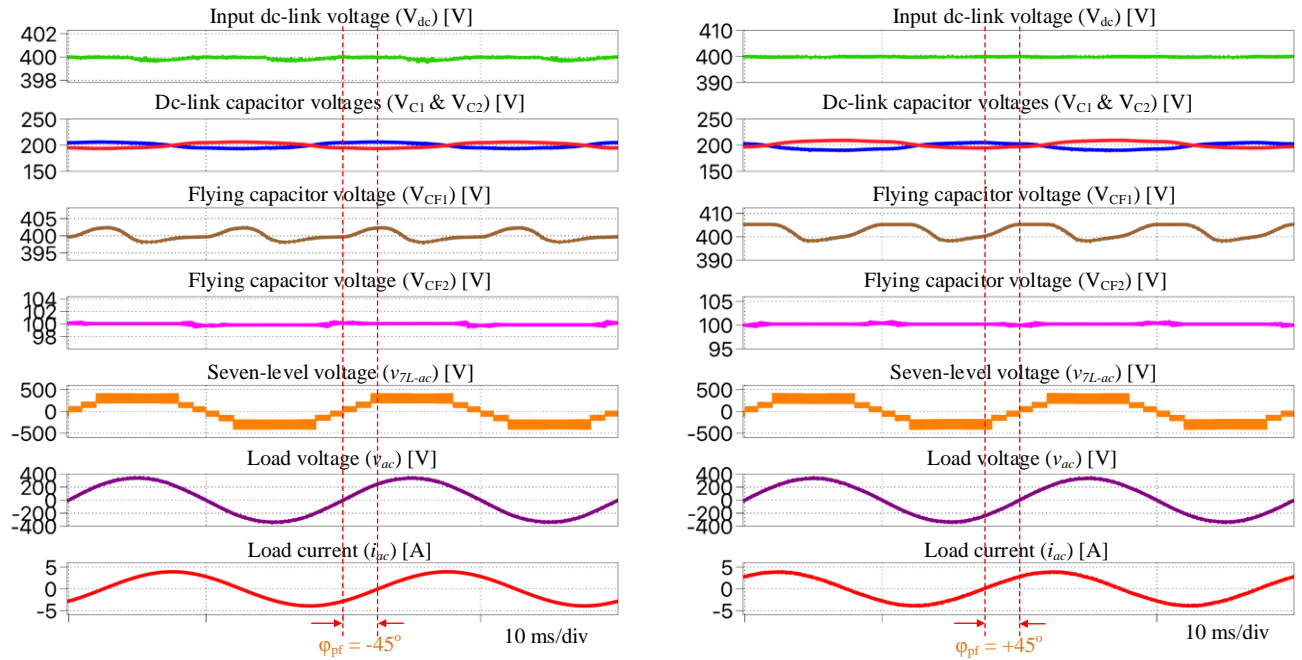 Input dc-link voltage (Vdc) [V]
402
400
398
Dc-link capacitor voltages (VC1 & VC2) [V]
250
200
150
Flying capacitor voltage (VCF1) [V]
405
400
395
Flying capacitor voltage (VCF2) [V]
104
102
100
98
Seven-level voltage (v7L-ac) [V]
500
0
-500
Load voltage (vac) [V]
400
200
0
-200
-400
Load current (iac) [A]
5
0
-5
φpf = -45°
10 ms/div
Input dc-link voltage (Vdc) [V]
410
400
390
Dc-link capacitor voltages (VC1 & VC2) [V]
250
200
150
Flying capacitor voltage (VCF1) [V]
410
400
390
Flying capacitor voltage (VCF2) [V]
105
100
95
Seven-level voltage (v7L-ac) [V]
500
0
-500
Load voltage (vac) [V]
400
200
0
-200
-400
Load current (iac) [A]
5
0
-5
φpf = +45°
10 ms/div